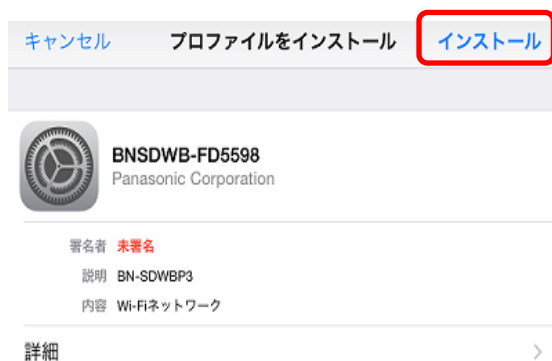 キャンセル プロファイルをインストール インストール
BNSDWB-FD5598
Panasonic Corporation
署名者 未署名
説明 BN-SDWBP3
内容 Wi-Fiネットワーク
詳細